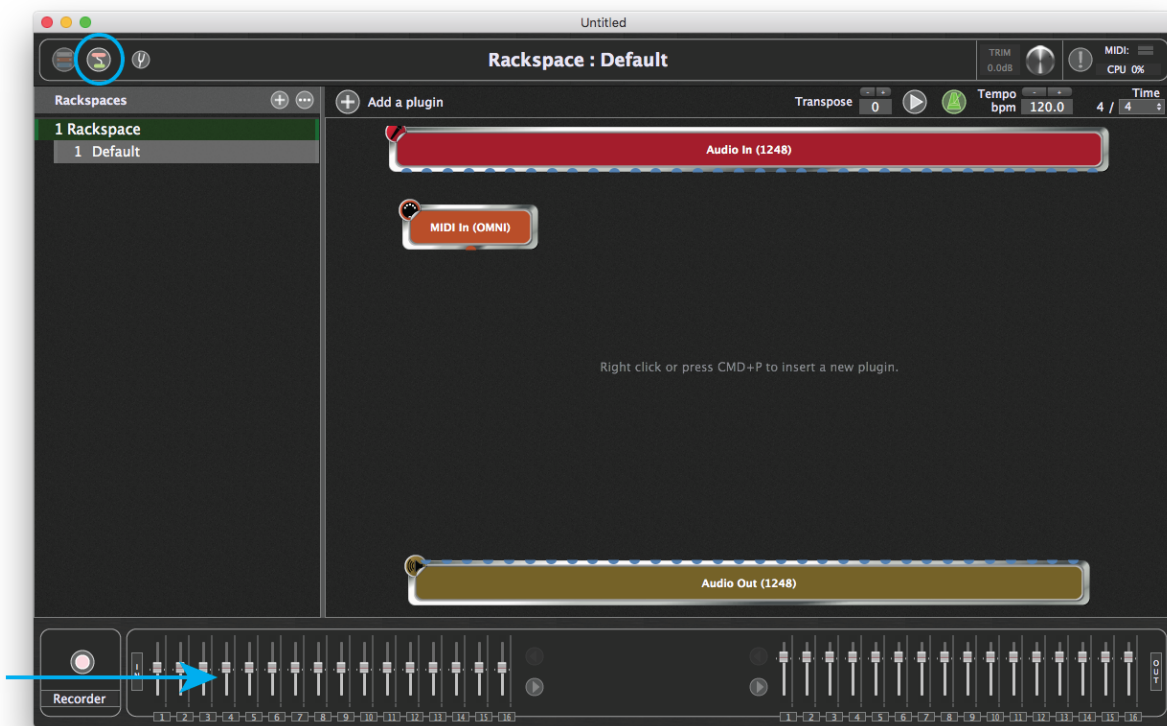 Untitled
Rackspace : Default
TRIM
0.0dB
MIDI:
CPU 0%
Rackspaces
Add a plugin
Transpose
- +
0
Tempo
bpm
- +
120.0
Time
4 / 4
1 Rackspace
1 Default
Audio In (1248)
MIDI In (OMNI)
Right click or press CMD+P to insert a new plugin.
Audio Out (1248)
Recorder
IN
1 2 3 4 5 6 7 8 9 10 11 12 13 14 15 16
1 2 3 4 5 6 7 8 9 10 11 12 13 14 15 16
OUT